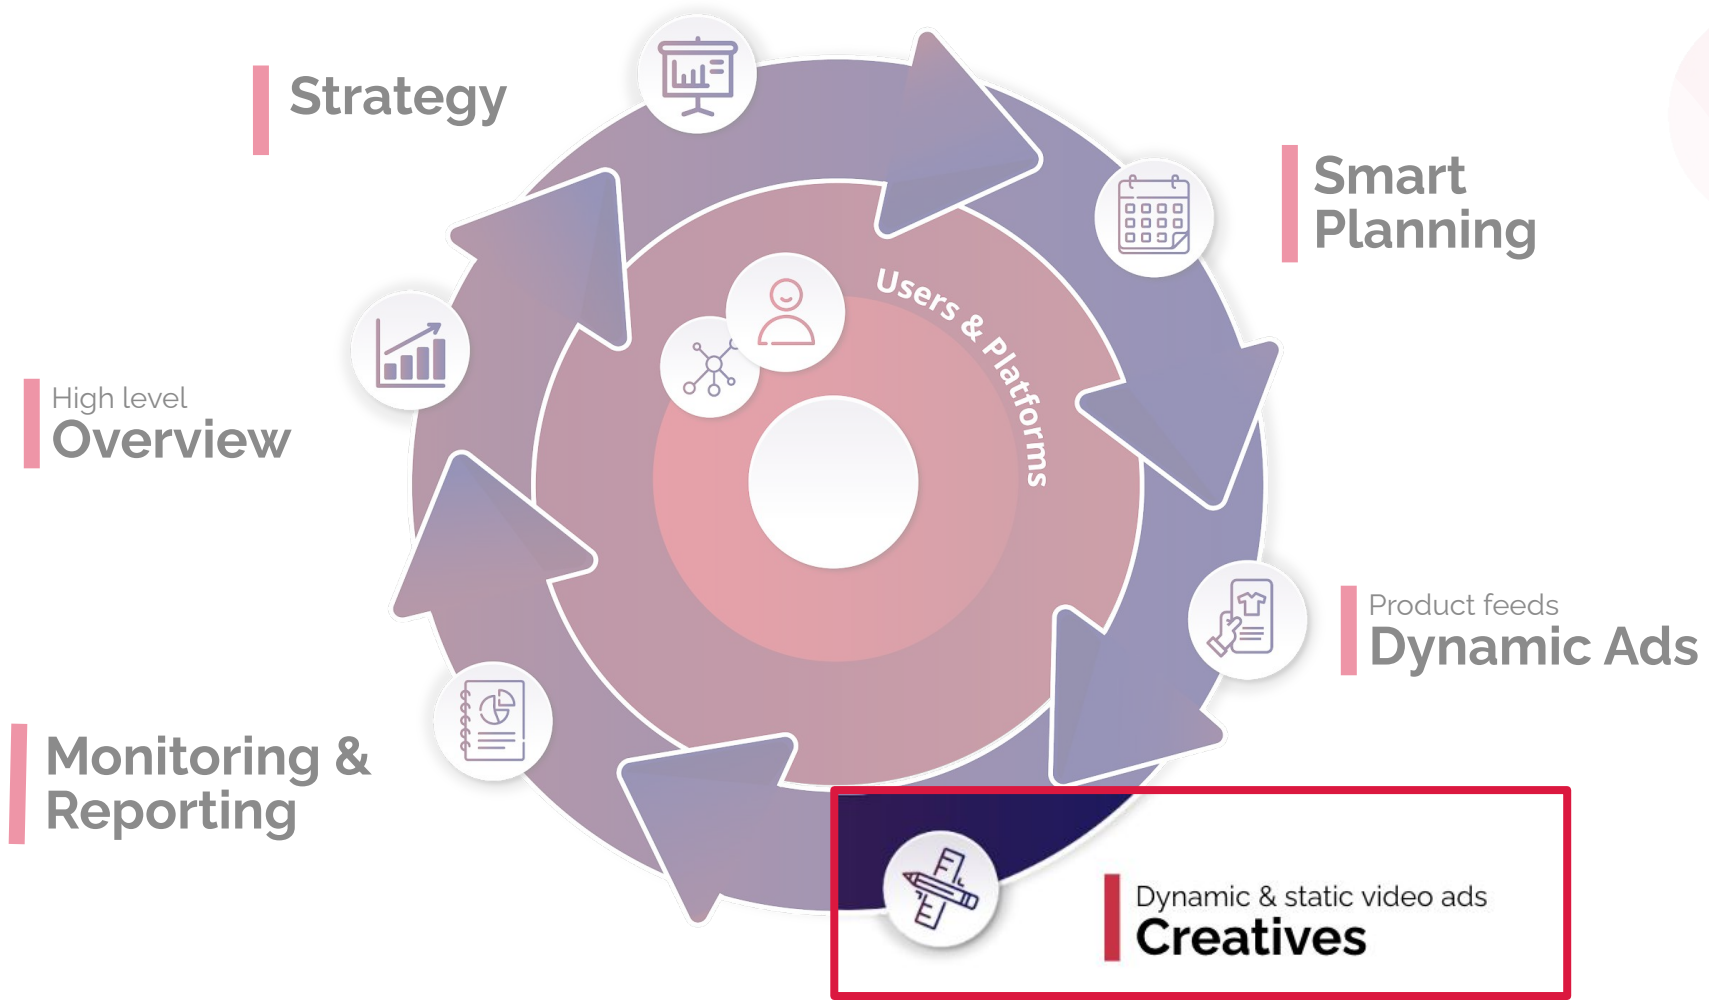 Strategy
Smart
Planning
Users & Platforms
High level
Overview
Product feeds
Dynamic Ads
Monitoring &
Reporting
Dynamic & static video ads
Creatives